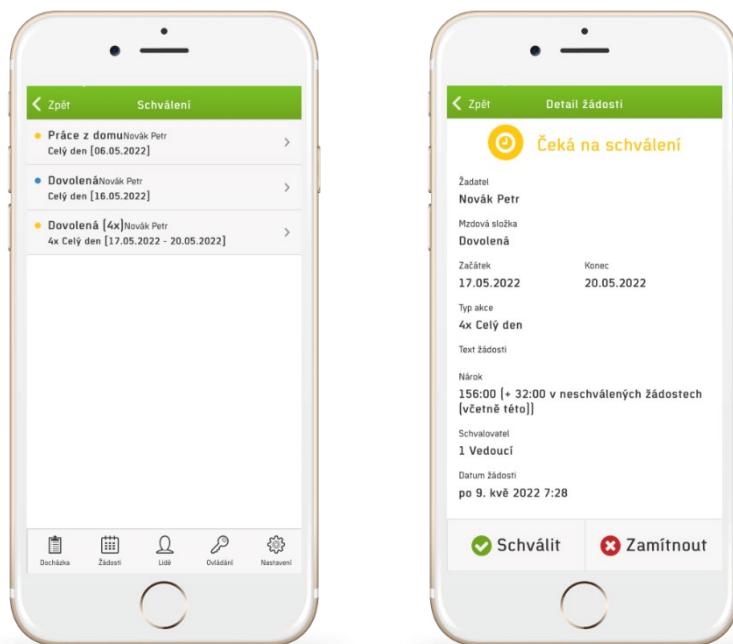 Zpět Schválení
Práce z domuNovák Petr
Celý den [06.05.2022]
DovolenáNovák Petr
Celý den [16.05.2022]
Dovolená [4x]Novák Petr
4x Celý den [17.05.2022 - 20.05.2022]
Docházka Žádosti Lidé Ovládání Nastavení
Zpět Detail žádosti
Čeká na schválení
Žadatel
Novák Petr
Mzdová složka
Dovolená
Začátek Konec
17.05.2022 20.05.2022
Typ akce
4x Celý den
Text žádosti
Nárok
156:00 [+ 32:00 v neschválených žádostech
[včetně této]]
Schvalovatel
1 Vedoucí
Datum žádosti
po 9. kvě 2022 7:28
Schválit Zamítnout